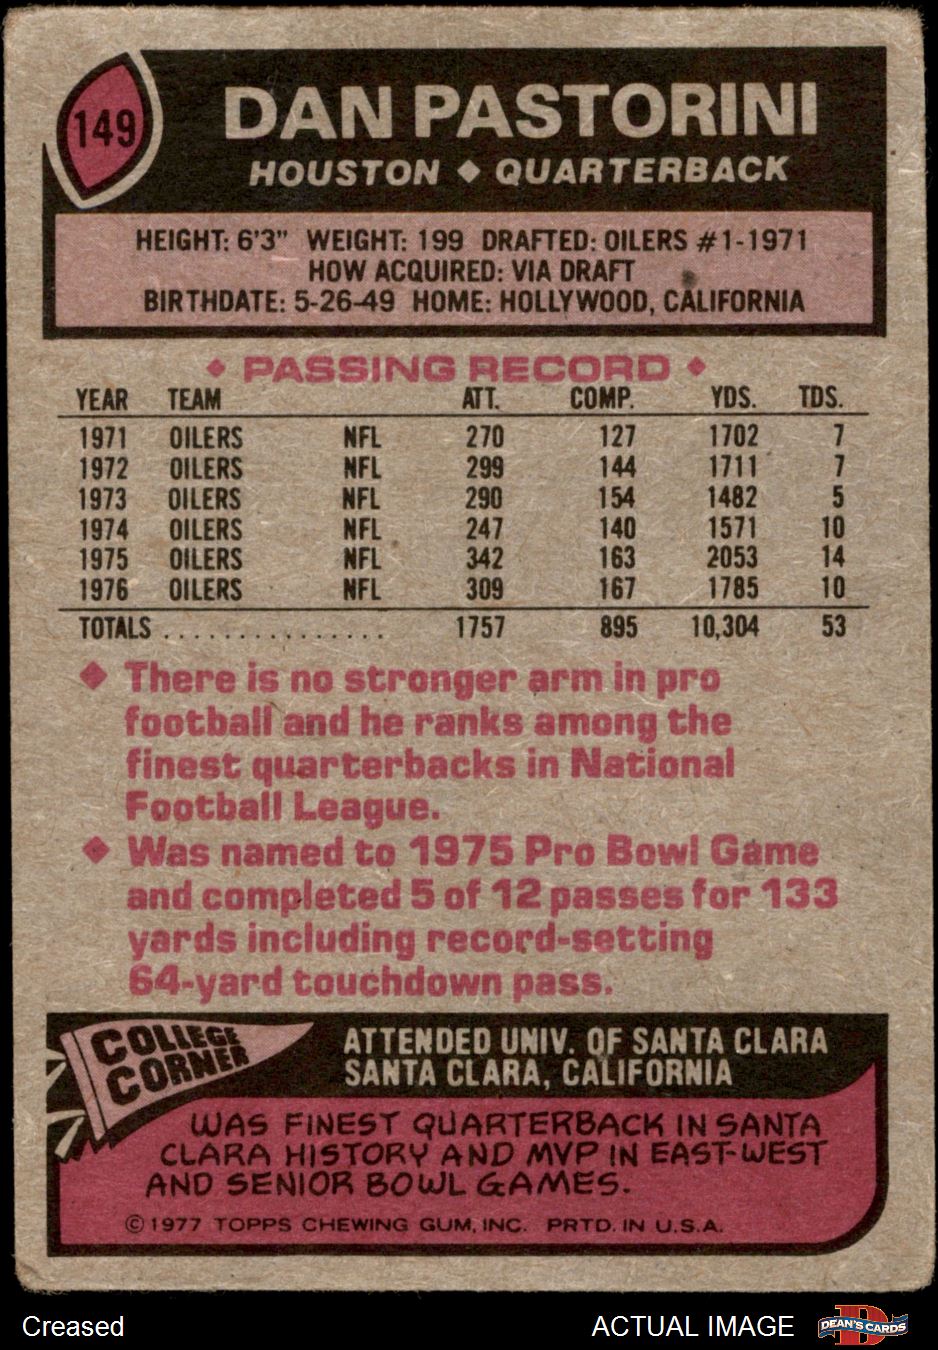 149
DAN PASTORINI
HOUSTON ◆ QUARTERBACK
HEIGHT: 6'3" WEIGHT: 199 DRAFTED: OILERS #1-1971
HOW ACQUIRED: VIA DRAFT
BIRTHDATE: 5-26-49 HOME: HOLLYWOOD, CALIFORNIA
◆ PASSING RECORD ◆
YEAR TEAM ATT. COMP. YDS. TDS.
1971 OILERS NFL 270 127 1702 7
1972 OILERS NFL 299 144 1711 7
1973 OILERS NFL 290 154 1482 5
1974 OILERS NFL 247 140 1571 10
1975 OILERS NFL 342 163 2053 14
1976 OILERS NFL 309 167 1785 10
TOTALS ............... 1757 895 10,304 53
◆ There is no stronger arm in pro
football and he ranks among the
finest quarterbacks in National
Football League.
◆ Was named to 1975 Pro Bowl Game
and completed 5 of 12 passes for 133
yards including record-setting
64-yard touchdown pass.
COLLEGE
CORNER
ATTENDED UNIV. OF SANTA CLARA
SANTA CLARA, CALIFORNIA
WAS FINEST QUARTERBACK IN SANTA
CLARA HISTORY AND MVP IN EAST-WEST
AND SENIOR BOWL GAMES.
©1977 TOPPS CHEWING GUM, INC. PRTD. IN U.S.A.
Creased
ACTUAL IMAGE
DEAN'S CARDS